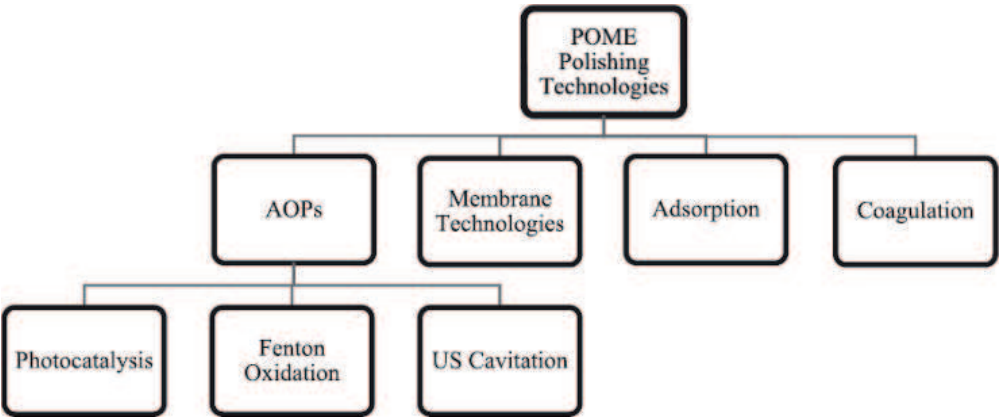 POME
Polishing
Technologies
AOPs
Membrane
Technologies
Adsorption
Coagulation
Photocatalysis
Fenton
Oxidation
US Cavitation